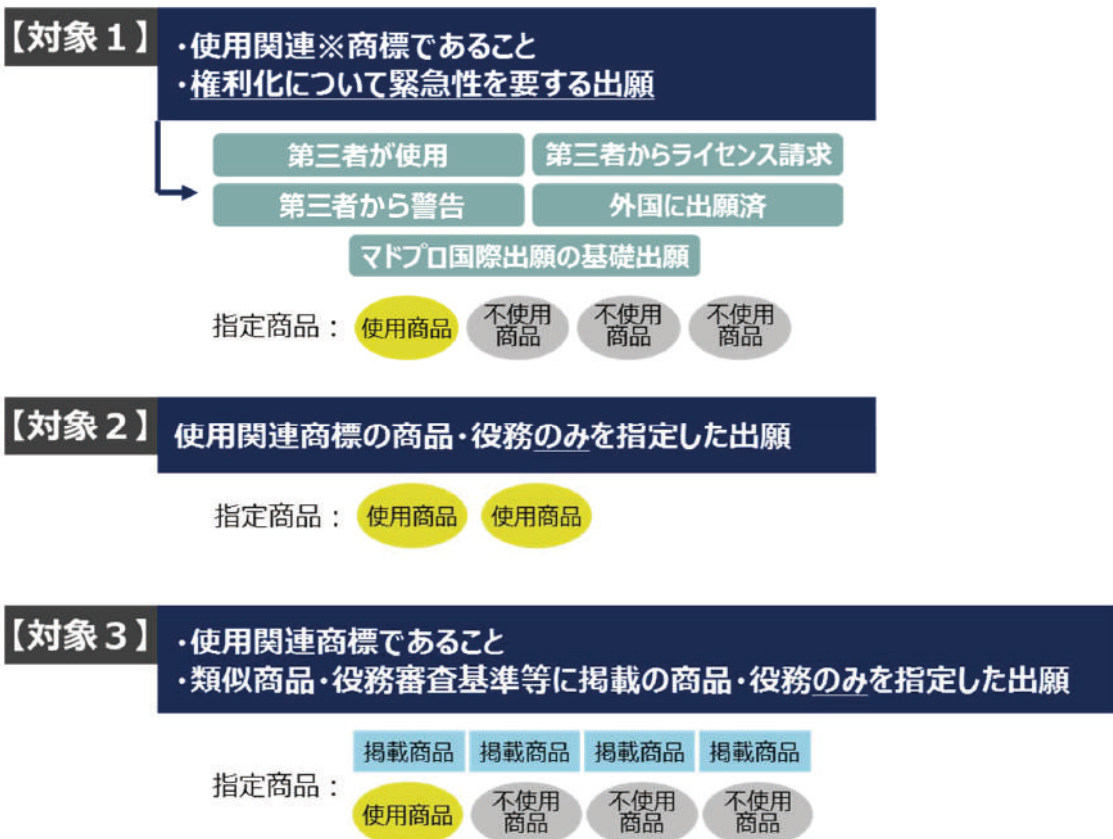 【対象１】
・使用関連※商標であること
・権利化について緊急性を要する出願
第三者が使用
第三者からライセンス請求
第三者から警告
外国に出願済
マドプロ国際出願の基礎出願
指定商品：
使用商品
不使用
商品
不使用
商品
不使用
商品
【対象２】
使用関連商標の商品・役務のみを指定した出願
指定商品：
使用商品
使用商品
【対象３】
・使用関連商標であること
・類似商品・役務審査基準等に掲載の商品・役務のみを指定した出願
掲載商品
掲載商品
掲載商品
掲載商品
指定商品：
使用商品
不使用
商品
不使用
商品
不使用
商品